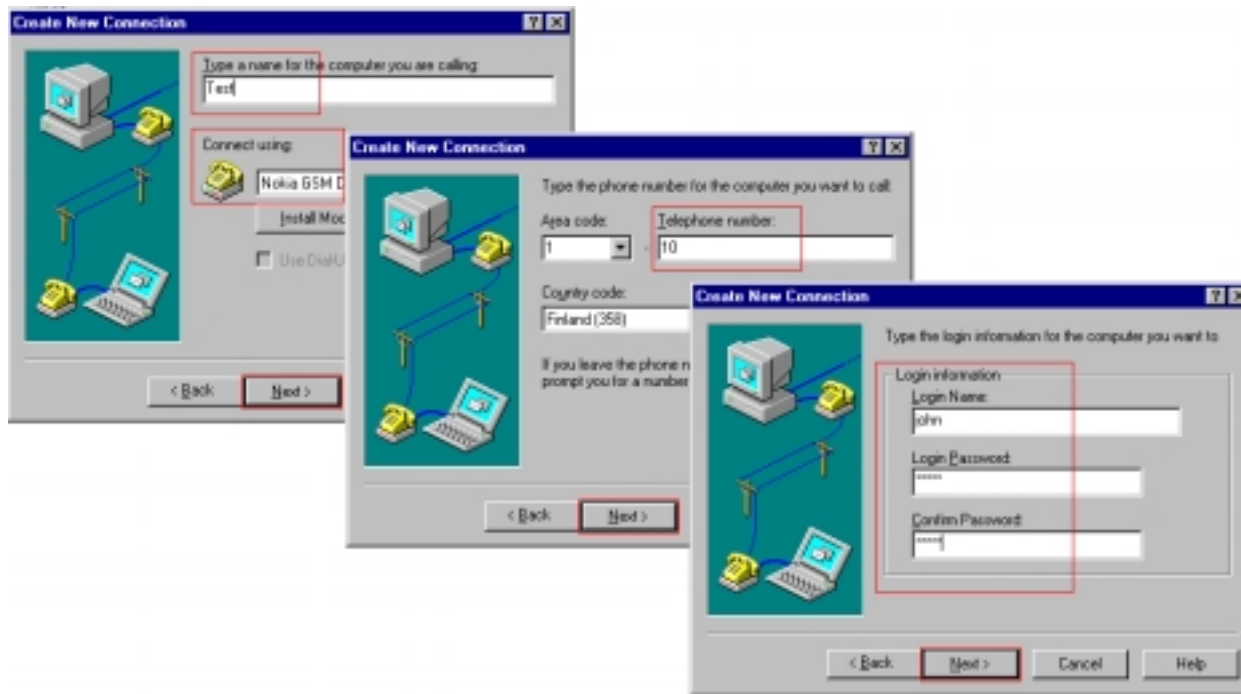 Create New Connection
Type a name for the computer you are calling:
Test
Connect using:
Nokia GSM D
Install Mod
Use Dial-U
< Back
Next >
Create New Connection
Type the phone number for the computer you want to call:
Area code:
Telephone number:
1
-
10
Country code:
Finland (358)
If you leave the phone n
prompt you for a number
< Back
Next >
Create New Connection
Type the login information for the computer you want to
Login information
Login Name:
john
Login Password:
*****
Confirm Password:
*****
< Back
Next >
Cancel
Help